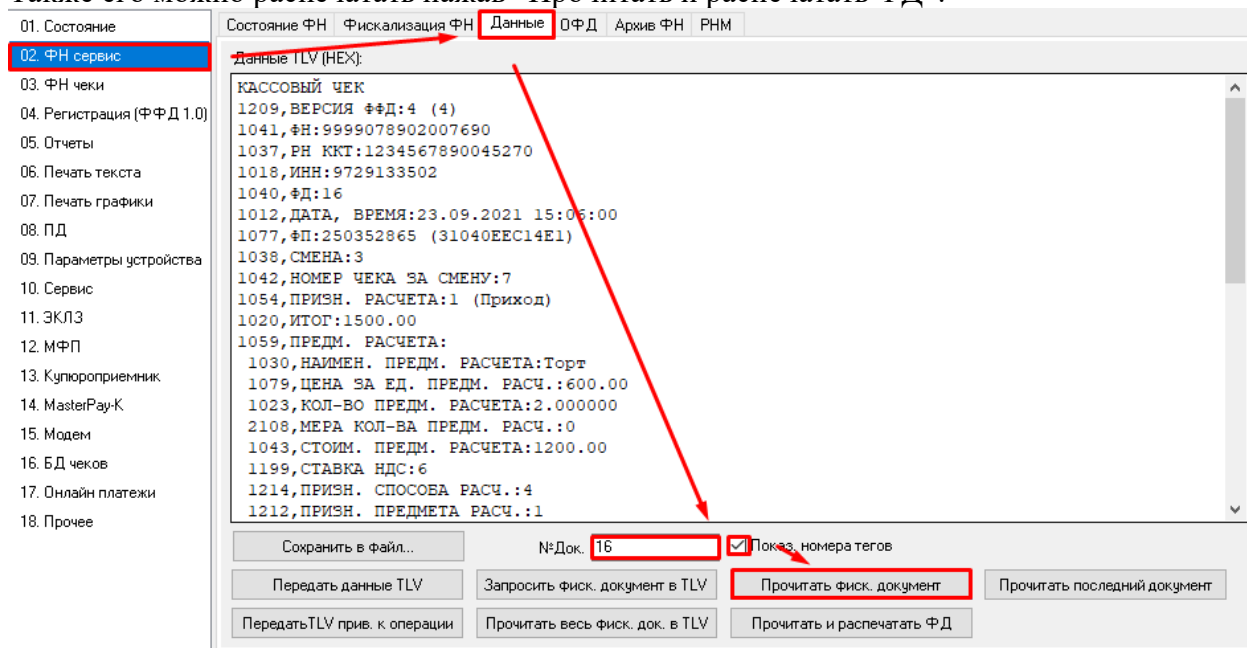 Также его можно распечатать нажав "Прочитать и распечатать ФД".
01. Состояние
02. ФН сервис
03. ФН чеки
04. Регистрация (ФФД 1.0)
05. Отчеты
06. Печать текста
07. Печать графики
08. ПД
09. Параметры устройства
10. Сервис
11. ЭКЛЗ
12. МФП
13. Купюроприемник
14. MasterPay-K
15. Модем
16. БД чеков
17. Онлайн платежи
18. Прочее
Состояние ФН Фискализация ФН Данные ОФД Архив ФН РНМ
Данные TLV (HEX):
КАССОВЫЙ ЧЕК
1209,ВЕРСИЯ ФФД:4 (4)
1041,ФН:9999078902007690
1037,РН ККТ:1234567890045270
1018,ИНН:9729133502
1040,ФД:16
1012,ДАТА, ВРЕМЯ:23.09.2021 15:06:00
1077,ФП:250352865 (31040EEC14E1)
1038,СМЕНА:3
1042,НОМЕР ЧЕКА ЗА СМЕНУ:7
1054,ПРИЗН. РАСЧЕТА:1 (Приход)
1020,ИТОГ:1500.00
1059,ПРЕДМ. РАСЧЕТА:
1030,НАИМЕН. ПРЕДМ. РАСЧЕТА:Торт
1079,ЦЕНА ЗА ЕД. ПРЕДМ. РАСЧ.:600.00
1023,КОЛ-ВО ПРЕДМ. РАСЧЕТА:2.000000
2108,МЕРА КОЛ-ВА ПРЕДМ. РАСЧ.:0
1043,СТОИМ. ПРЕДМ. РАСЧЕТА:1200.00
1199,СТАВКА НДС:6
1214,ПРИЗН. СПОСОБА РАСЧ.:4
1212,ПРИЗН. ПРЕДМЕТА РАСЧ.:1
Сохранить в файл... №Док. 16 Показ. номера тегов
Передать данные TLV Запросить фиск. документ в TLV Прочитать фиск. документ Прочитать последний документ
ПередатьTLV прив. к операции Прочитать весь фиск. док. в TLV Прочитать и распечатать ФД